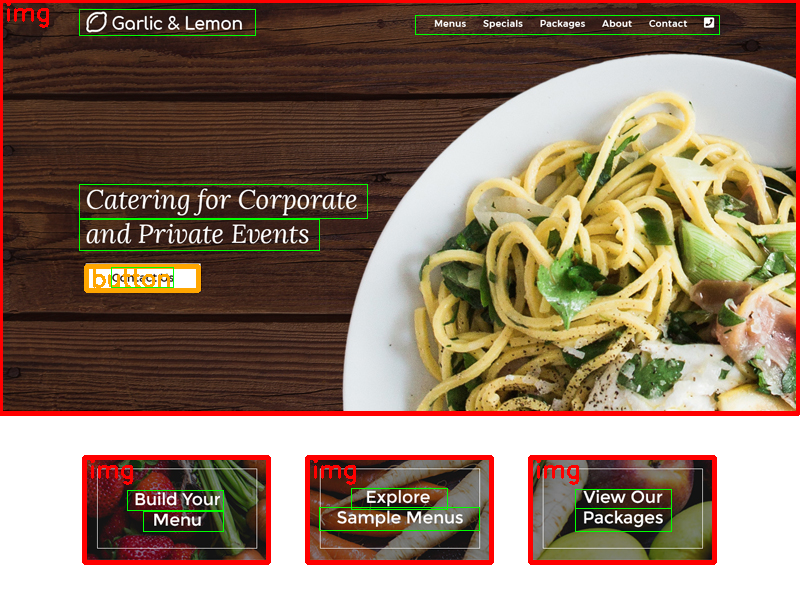 img
Garlic & Lemon
Menus Specials Packages About Contact
Catering for Corporate
and Private Events
button
Contact Us
img
Build Your
Menu
img
Explore
Sample Menus
img
View Our
Packages